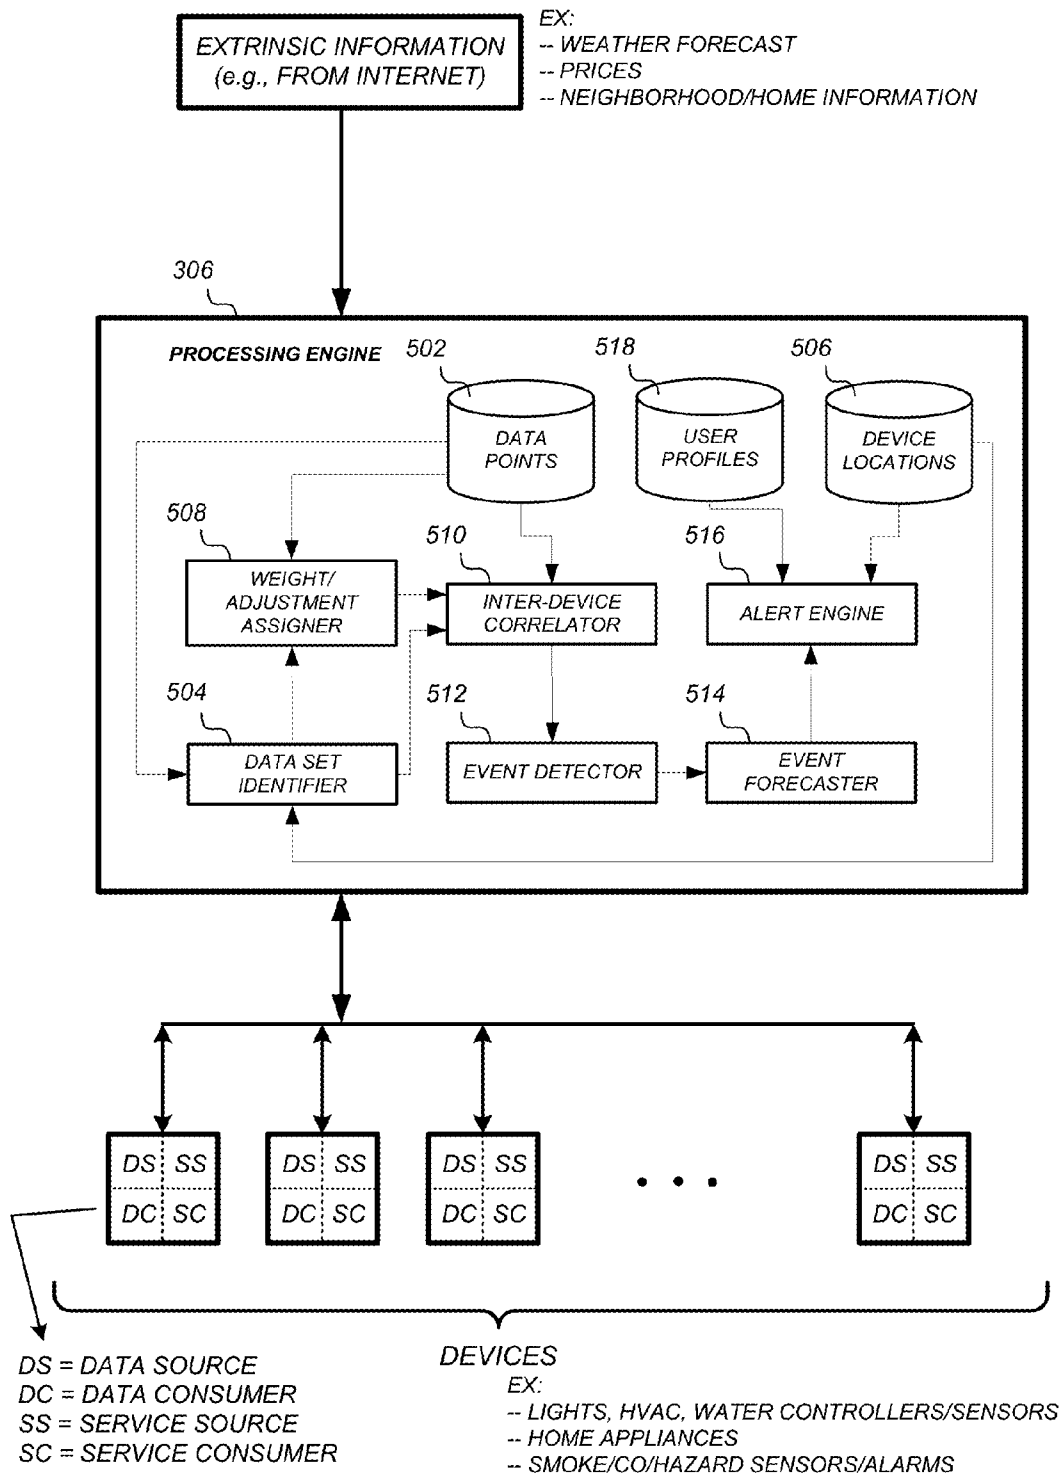 EXTRINSIC INFORMATION
(e.g., FROM INTERNET)
EX:
-- WEATHER FORECAST
-- PRICES
-- NEIGHBORHOOD/HOME INFORMATION
306
PROCESSING ENGINE
502
518
506
DATA
POINTS
USER
PROFILES
DEVICE
LOCATIONS
508
510
516
WEIGHT/
ADJUSTMENT
ASSIGNER
INTER-DEVICE
CORRELATOR
ALERT ENGINE
504
512
514
DATA SET
IDENTIFIER
EVENT DETECTOR
EVENT
FORECASTER
DS SS
DC SC
DS SS
DC SC
DS SS
DC SC
DS SS
DC SC
DS = DATA SOURCE
DC = DATA CONSUMER
SS = SERVICE SOURCE
SC = SERVICE CONSUMER
DEVICES
EX:
-- LIGHTS, HVAC, WATER CONTROLLERS/SENSORS
-- HOME APPLIANCES
-- SMOKE/CO/HAZARD SENSORS/ALARMS